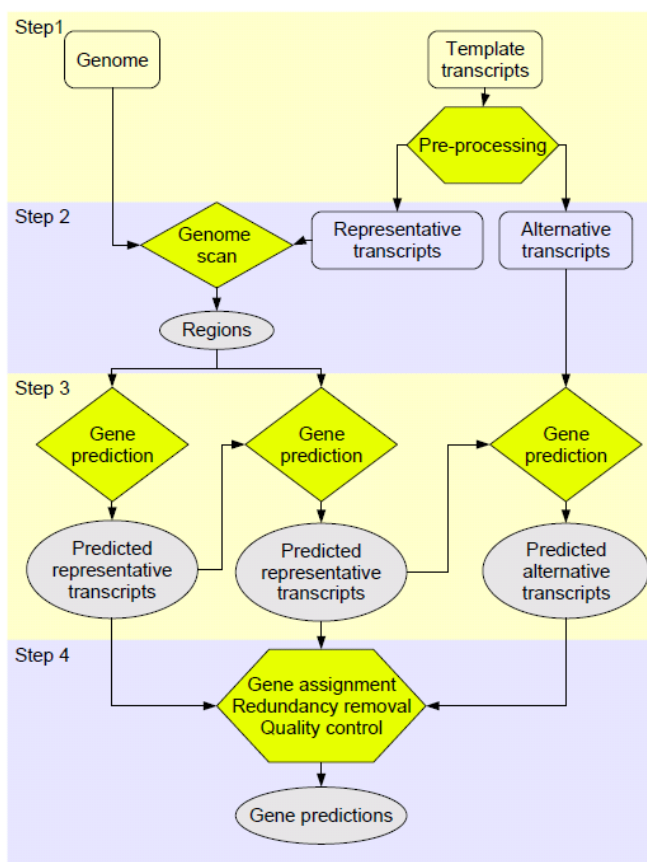 Step1
Genome
Template
transcripts
Pre-processing
Step 2
Genome
scan
Representative
transcripts
Alternative
transcripts
Regions
Step 3
Gene
prediction
Gene
prediction
Gene
prediction
Predicted
representative
transcripts
Predicted
representative
transcripts
Predicted
alternative
transcripts
Step 4
Gene assignment
Redundancy removal
Quality control
Gene predictions